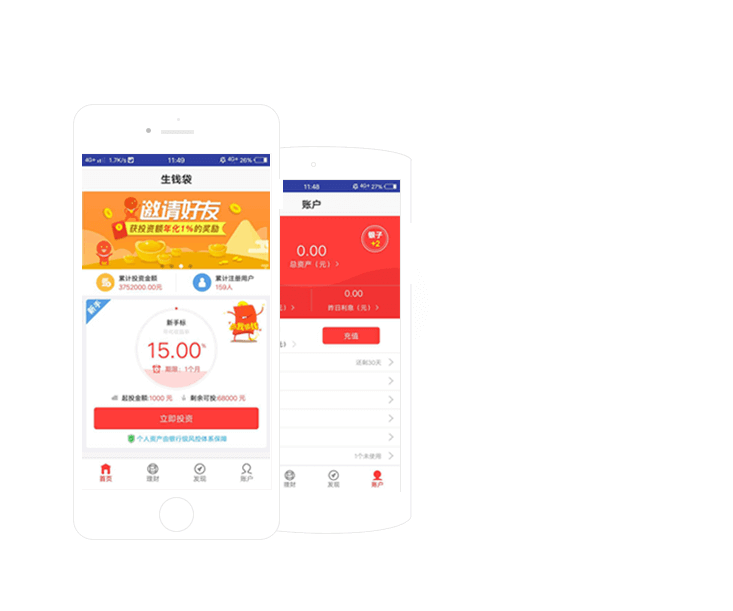 4G+ 1.7K/s 11:49 4G+ 26%
生钱袋
邀请好友
获投资额年化1%的奖励
累计投资金额
3752000.00元
累计注册用户
159人
新手
新手标
15.00%
期限：1个月
起投金额:1000 元
剩余可投:68000 元
立即投资
个人资产由银行级风控体系保障
首页 理财 发现 账户
11:48 4G+ 27%
账户
0.00
总资产（元）
+2
0.00
元）
昨日利息（元）
充值
还剩30天
1个未使用
理财 发现 账户